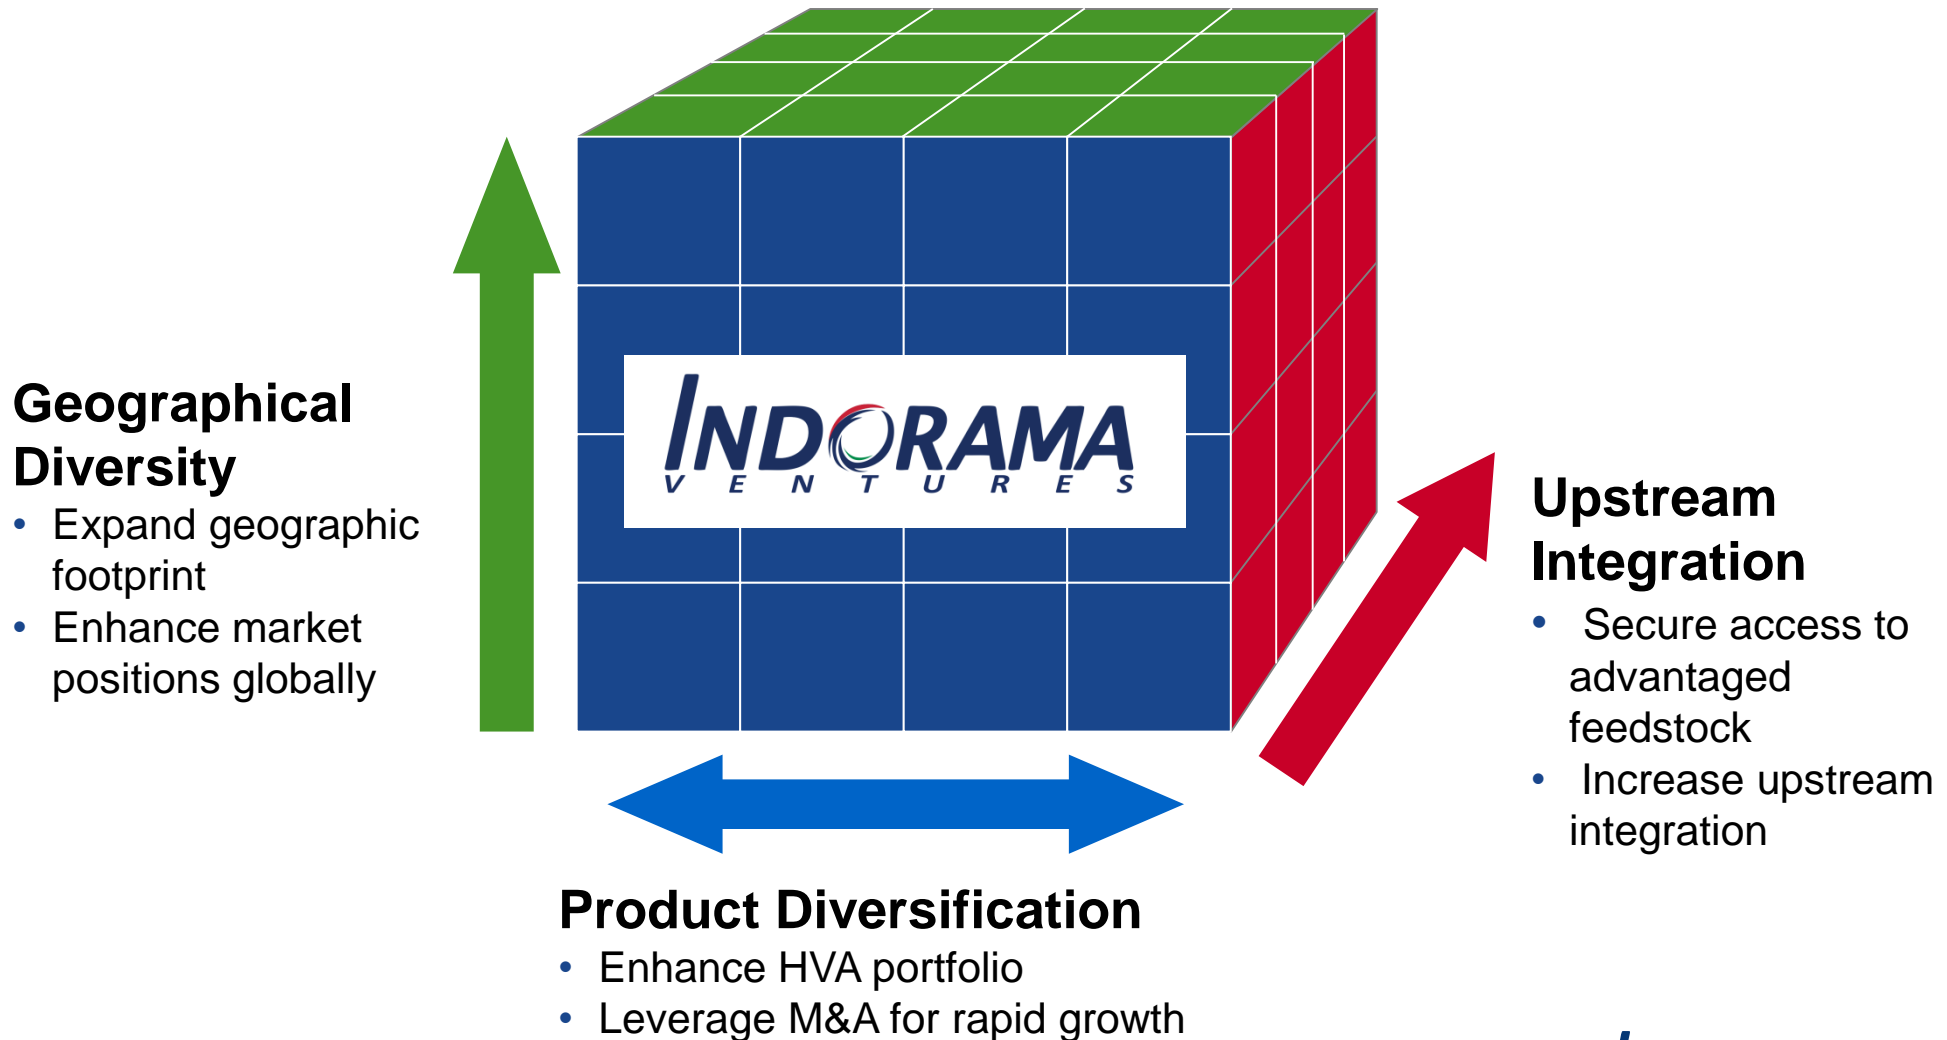 INDORAMA
VENTURES
Geographical
Diversity
• Expand geographic
footprint
• Enhance market
positions globally
Upstream
Integration
• Secure access to
advantaged
feedstock
• Increase upstream
integration
Product Diversification
• Enhance HVA portfolio
• Leverage M&A for rapid growth